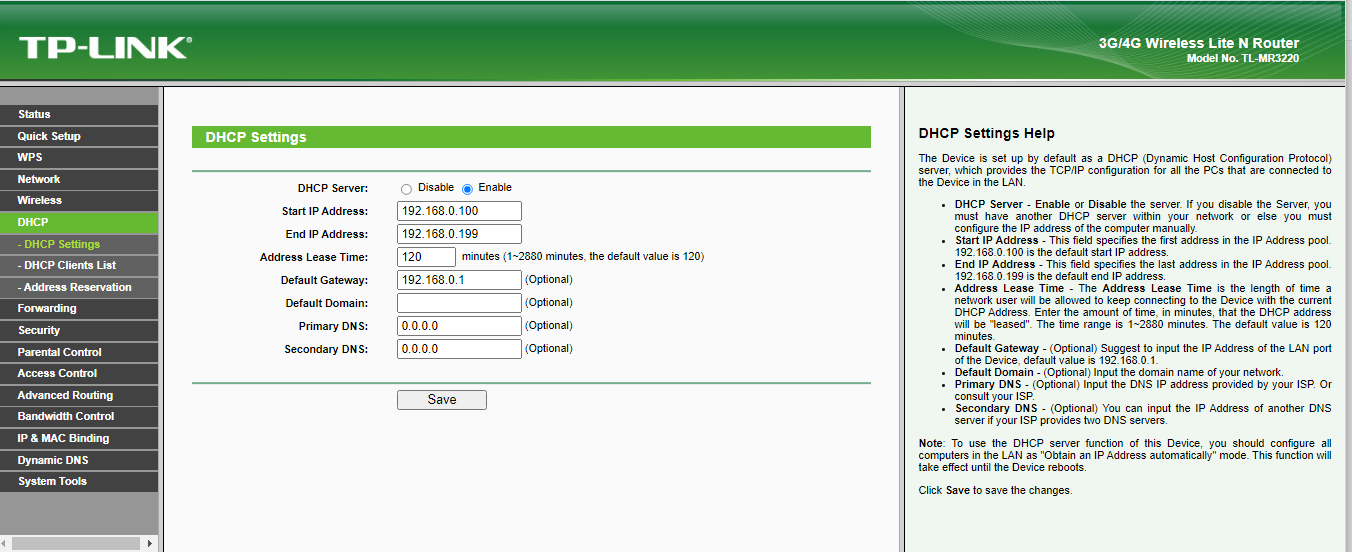 TP-LINK®
3G/4G Wireless Lite N Router
Model No. TL-MR3220
Status
Quick Setup
WPS
Network
Wireless
DHCP
- DHCP Settings
- DHCP Clients List
- Address Reservation
Forwarding
Security
Parental Control
Access Control
Advanced Routing
Bandwidth Control
IP & MAC Binding
Dynamic DNS
System Tools
DHCP Settings
DHCP Server: Disable Enable
Start IP Address: 192.168.0.100
End IP Address: 192.168.0.199
Address Lease Time: 120 minutes (1~2880 minutes, the default value is 120)
Default Gateway: 192.168.0.1 (Optional)
Default Domain: (Optional)
Primary DNS: 0.0.0.0 (Optional)
Secondary DNS: 0.0.0.0 (Optional)
Save
DHCP Settings Help
The Device is set up by default as a DHCP (Dynamic Host Configuration Protocol)
server, which provides the TCP/IP configuration for all the PCs that are connected to
the Device in the LAN.
• DHCP Server - Enable or Disable the server. If you disable the Server, you
must have another DHCP server within your network or else you must
configure the IP address of the computer manually.
• Start IP Address - This field specifies the first address in the IP Address pool.
192.168.0.100 is the default start IP address.
• End IP Address - This field specifies the last address in the IP Address pool.
192.168.0.199 is the default end IP address.
• Address Lease Time - The Address Lease Time is the length of time a
network user will be allowed to keep connecting to the Device with the current
DHCP Address. Enter the amount of time, in minutes, that the DHCP address
will be "leased". The time range is 1~2880 minutes. The default value is 120
minutes.
• Default Gateway - (Optional) Suggest to input the IP Address of the LAN port
of the Device, default value is 192.168.0.1.
• Default Domain - (Optional) Input the domain name of your network.
• Primary DNS - (Optional) Input the DNS IP address provided by your ISP. Or
consult your ISP.
• Secondary DNS - (Optional) You can input the IP Address of another DNS
server if your ISP provides two DNS servers.
Note: To use the DHCP server function of this Device, you should configure all
computers in the LAN as "Obtain an IP Address automatically" mode. This function will
take effect until the Device reboots.
Click Save to save the changes.